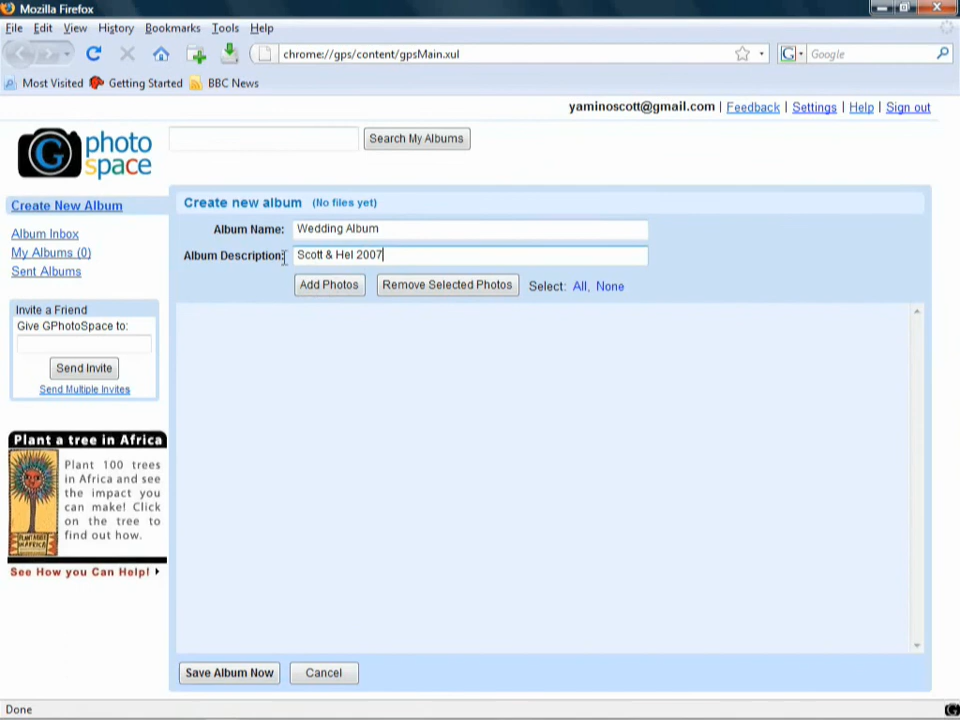 Mozilla Firefox
File Edit View History Bookmarks Tools Help
chrome://gps/content/gpsMain.xul
G Google
Most Visited Getting Started BBC News
yaminoscott@gmail.com | Feedback | Settings | Help | Sign out
G photo space
Search My Albums
Create New Album
Album Inbox
My Albums (0)
Sent Albums
Invite a Friend
Give GPhotoSpace to:
Send Invite
Send Multiple Invites
Plant a tree in Africa
Plant 100 trees
in Africa and see
the impact you
can make! Click
on the tree to
find out how.
See How you Can Help!
Create new album (No files yet)
Album Name: Wedding Album
Album Description: Scott & Hel 2007
Add Photos Remove Selected Photos Select: All, None
Save Album Now Cancel
Done
G